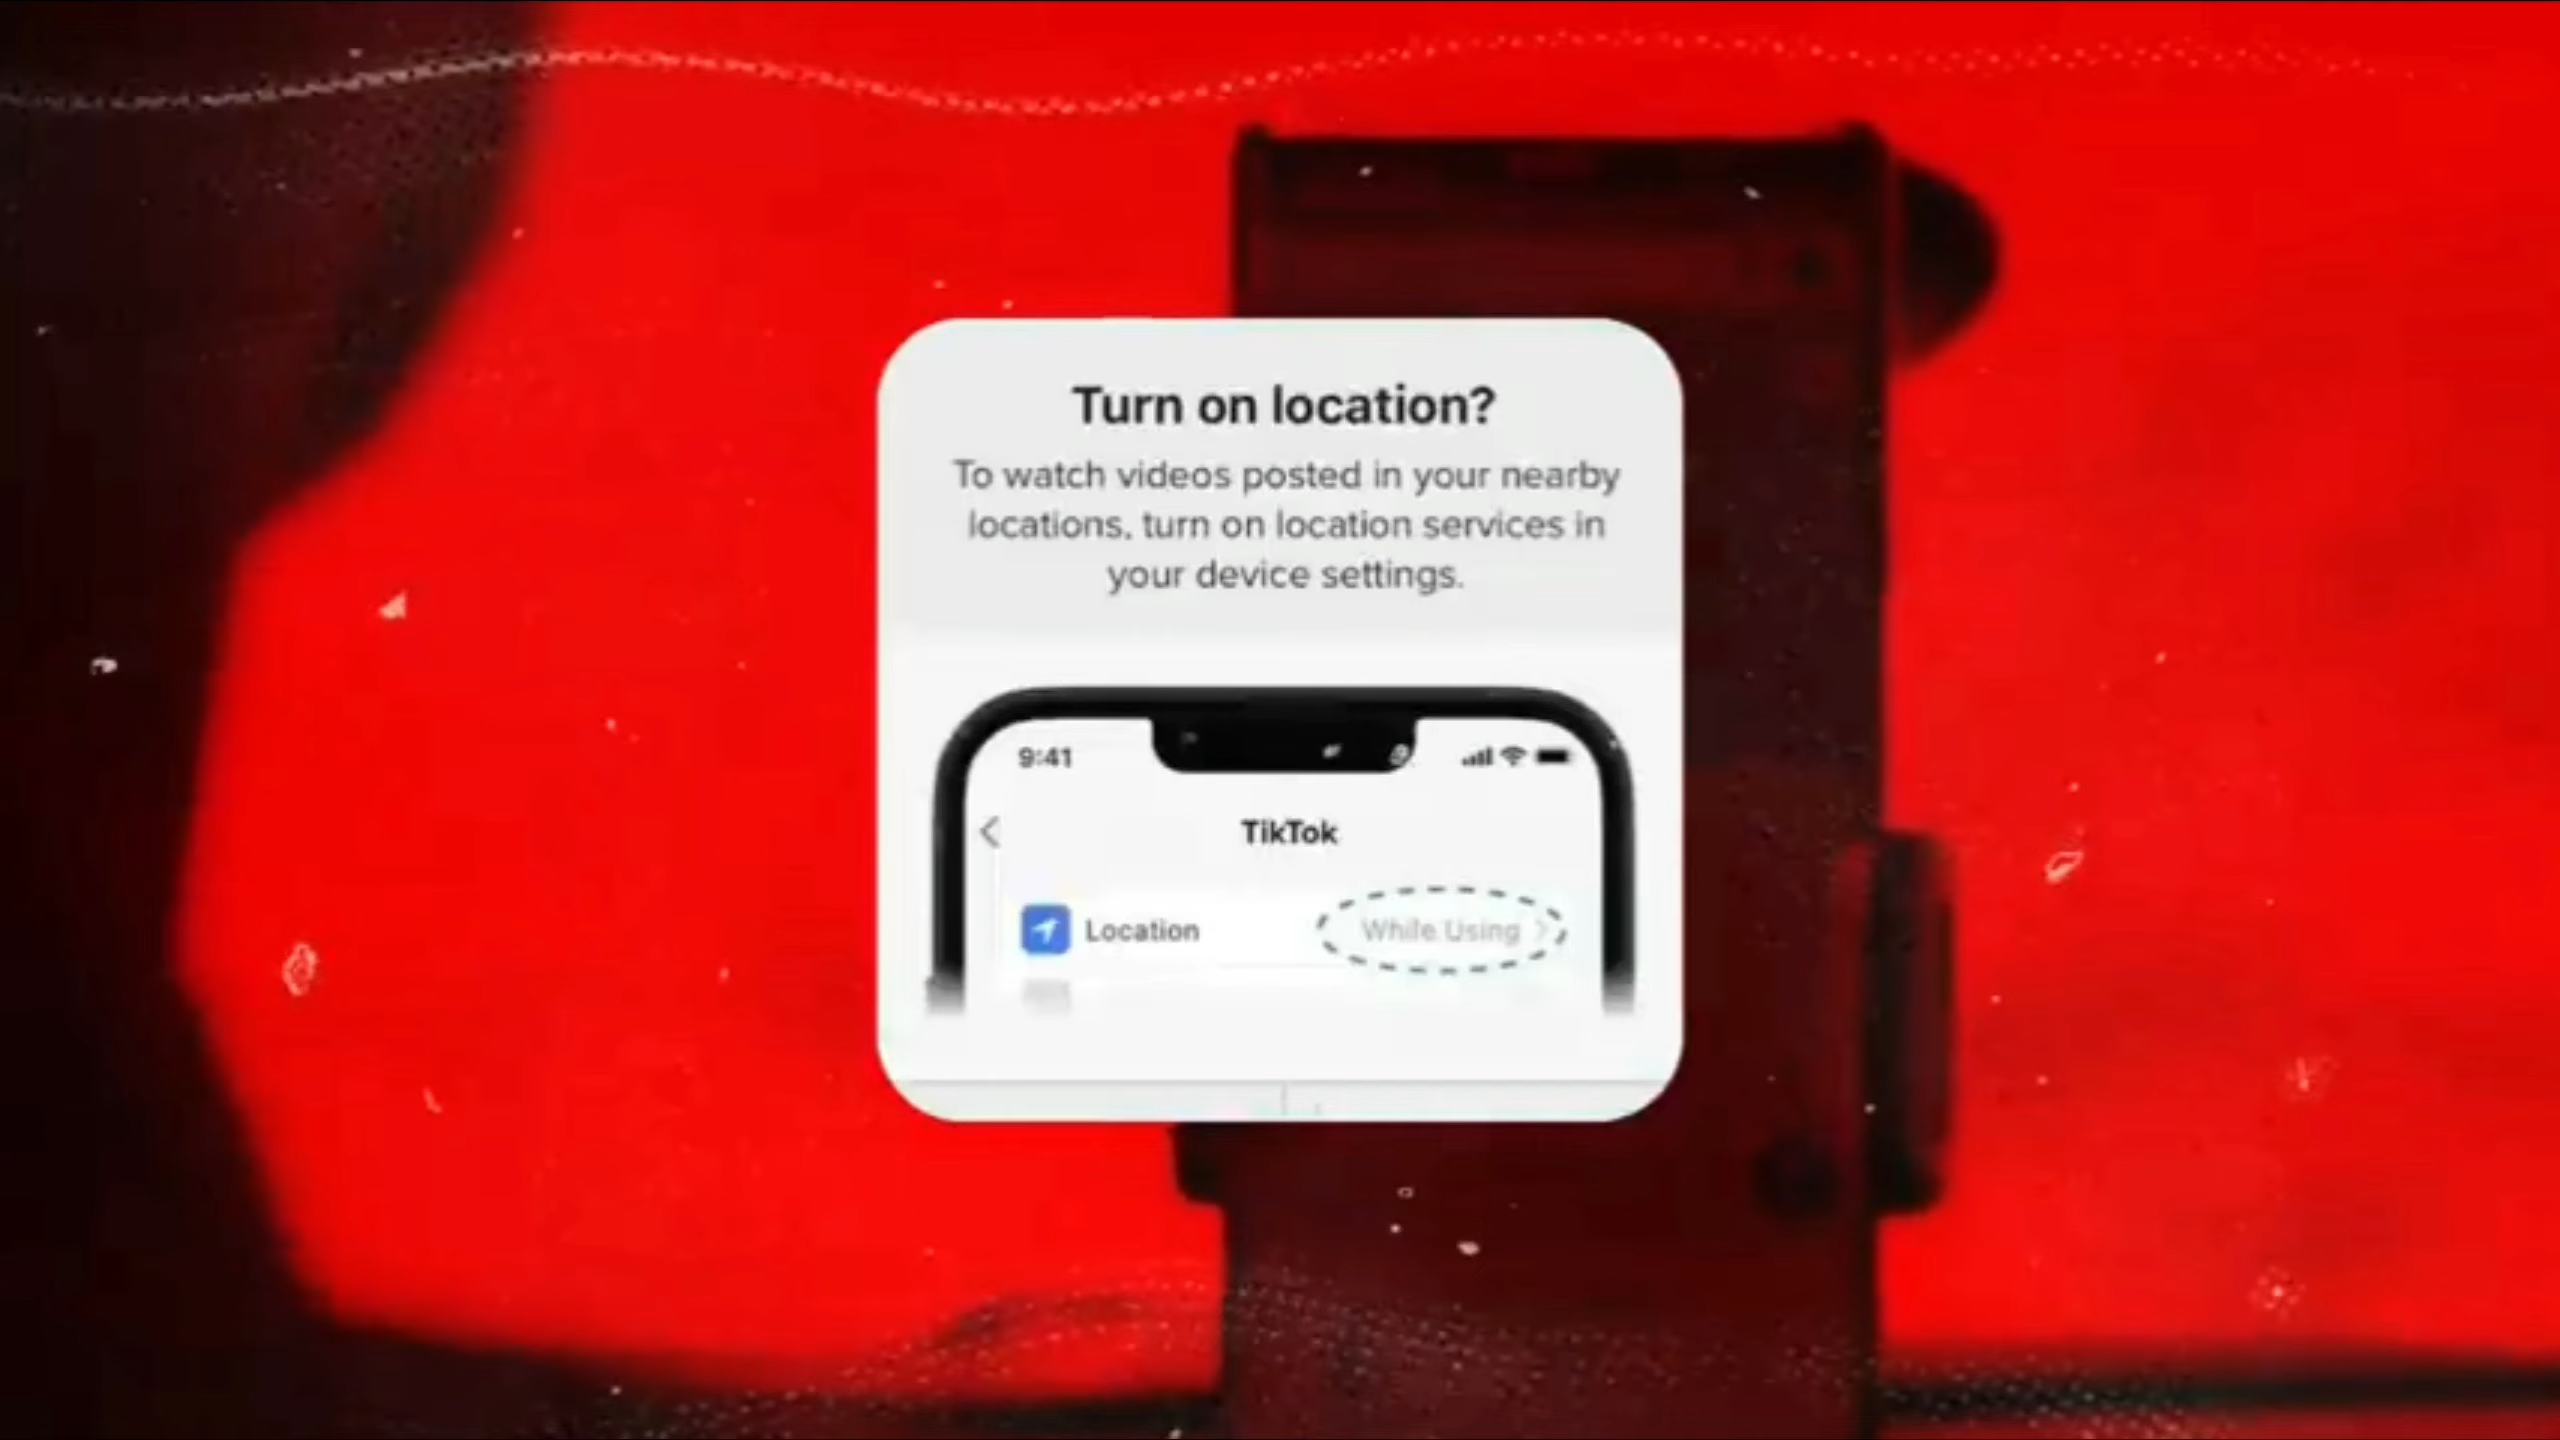 Turn on location?
To watch videos posted in your nearby
locations, turn on location services in
your device settings.
9:41
TikTok
Location
While Using